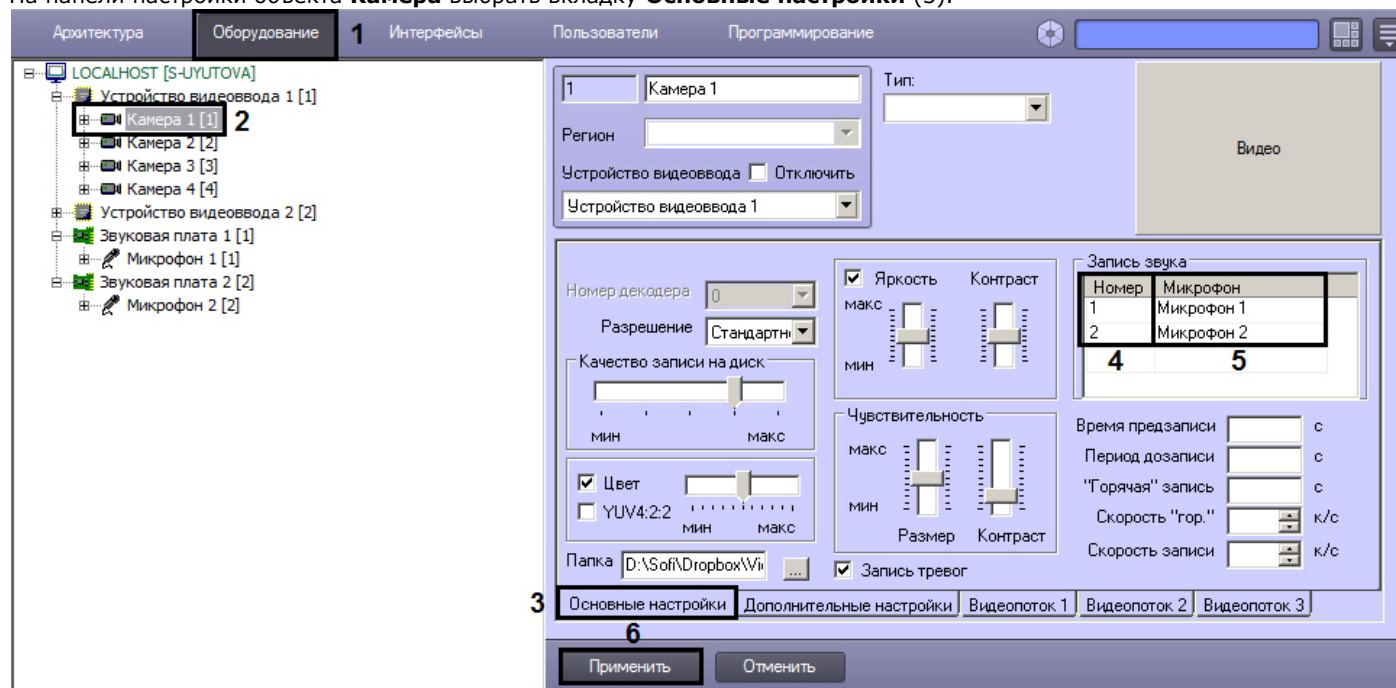 На панели настройки объекта Камера выбрать вкладку Основные настройки (3).
Архитектура Оборудование 1 Интерфейсы Пользователи Программирование
LOCALHOST [S-UYUTOVA]
Устройство видеоввода 1 [1]
Камера 1 [1] 2
Камера 2 [2]
Камера 3 [3]
Камера 4 [4]
Устройство видеоввода 2 [2]
Звуковая плата 1 [1]
Микрофон 1 [1]
Звуковая плата 2 [2]
Микрофон 2 [2]
1 Камера 1
Тип:
Регион
Устройство видеоввода Отключить
Устройство видеоввода 1
Видео
Номер декодера 0
Разрешение Стандартн
Качество записи на диск
мин макс
Цвет
YUV4:2:2
мин макс
Папка D:\Sofi\Dropbox\Vi ...
Яркость Контраст
макс
мин
Чувствительность
макс
мин
Размер Контраст
Запись тревог
Запись звука
Номер Микрофон
1 Микрофон 1
2 Микрофон 2
4 5
Время предзаписи с
Период дозаписи с
"Горячая" запись с
Скорость "гор." к/с
Скорость записи к/с
3 Основные настройки Дополнительные настройки Видеопоток 1 Видеопоток 2 Видеопоток 3
6
Применить Отменить